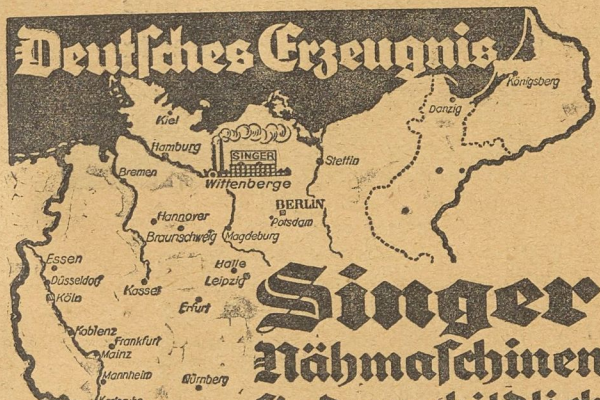 Deutſches Erzeugnis
Königsberg
Danzig
Kiel
Hamburg
SINGER
Stettin
Bremen
Wittenberge
BERLIN
Potsdam
Hannover
Braunschweig
Magdeburg
Essen
Halle
Düsseldorf
Leipzig
Köln
Kassel
Erfurt
Singer
Koblenz
Frankfurt
Mainz
Nähmaſchinen
Mannheim
Nürnberg